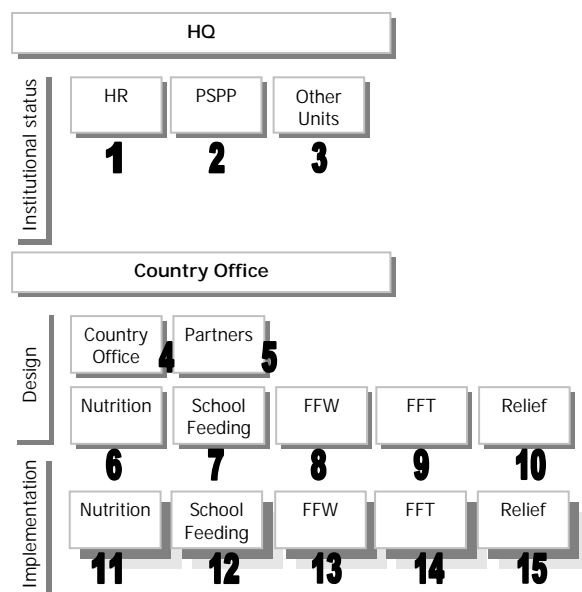 HQ
Institutional status
HR
PSPP
Other
Units
1
2
3
Country Office
Design
Country
Office
4
Partners
5
Nutrition
School
Feeding
FFW
FFT
Relief
6
7
8
9
10
Implementation
Nutrition
School
Feeding
FFW
FFT
Relief
11
12
13
14
15